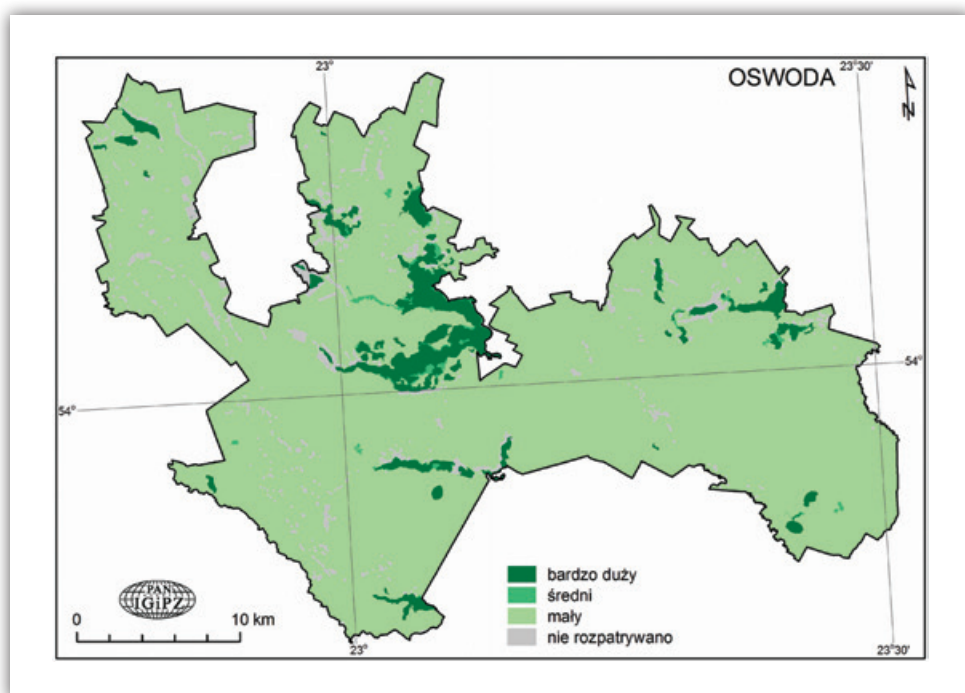 23°
OSWODA
23°30'
N
54°
54°
bardzo duży
średni
mały
nie rozpatrywano
PAN
IGiPZ
0 10 km
23°
23°30'